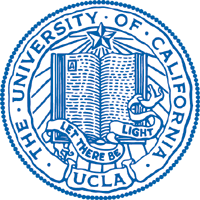 · THE UNIVERSITY OF CALIFORNIA ·
A
LET THERE BE LIGHT
UCLA